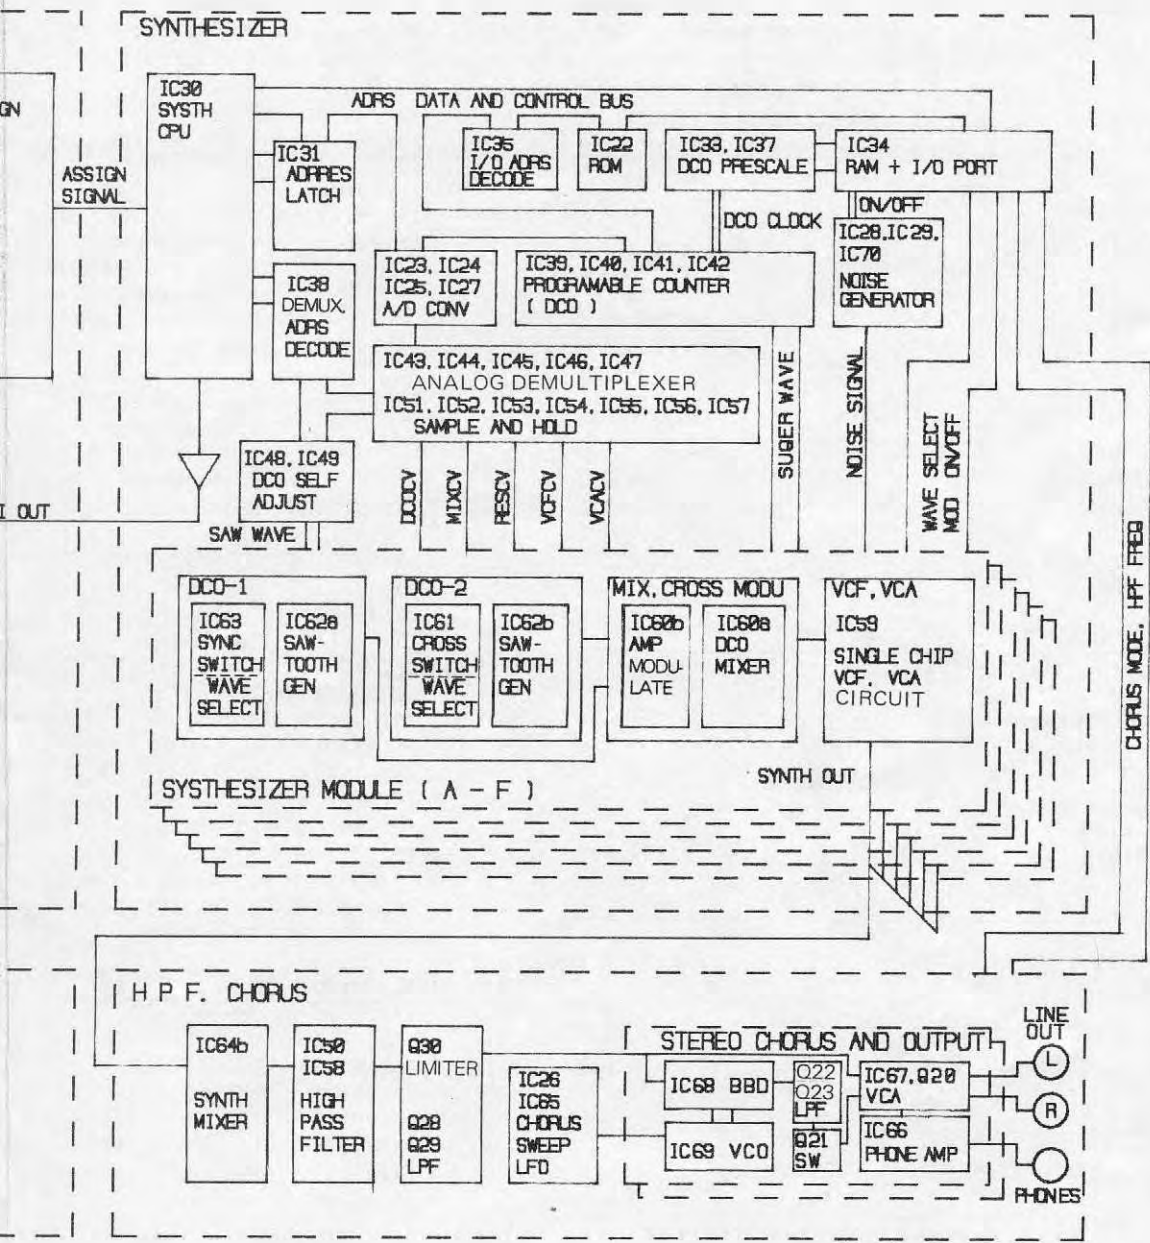 SYNTHESIZER
GN
ASSIGN
SIGNAL
IC30
SYSTH
CPU
ADRS DATA AND CONTROL BUS
IC31
ADRRES
LATCH
IC35
I/O ADRS
DECODE
IC22
ROM
IC33, IC37
DCO PRESCALE
IC34
RAM + I/O PORT
DCO CLOCK
ON/OFF
IC38
DEMUX.
ADRS
DECODE
IC23, IC24
IC25, IC27
A/D CONV
IC39, IC40, IC41, IC42
PROGRAMABLE COUNTER
( DCO )
IC28, IC29,
IC70
NOISE
GENERATOR
IC43, IC44, IC45, IC46, IC47
ANALOG DEMULTIPLEXER
IC51, IC52, IC53, IC54, IC55, IC56, IC57
SAMPLE AND HOLD
IC48, IC49
DCO SELF
ADJUST
I OUT
SAW WAVE
DCOCV
MIXCV
RESCV
VCFCV
VCACV
SUQER WAVE
NOISE SIGNAL
WAVE SELECT
MOD ON/OFF
CHORUS MODE, HPF FREQ
DCO-1
IC63
SYNC
SWITCH
WAVE
SELECT
IC62a
SAW-
TOOTH
GEN
DCO-2
IC61
CROSS
SWITCH
WAVE
SELECT
IC62b
SAW-
TOOTH
GEN
MIX, CROSS MODU
IC60b
AMP
MODU-
LATE
IC60a
DCO
MIXER
VCF, VCA
IC59
SINGLE CHIP
VCF. VCA
CIRCUIT
SYSTHESIZER MODULE ( A - F )
SYNTH OUT
H P F. CHORUS
IC64b
SYNTH
MIXER
IC50
IC58
HIGH
PASS
FILTER
Q30
LIMITER
Q28
Q29
LPF
IC26
IC65
CHORUS
SWEEP
LFO
STEREO CHORUS AND OUTPUT
IC68 BBD
IC69 VCO
Q22
Q23
LPF
Q21
SW
IC67, Q20
VCA
IC66
PHONE AMP
LINE
OUT
L
R
PHONES